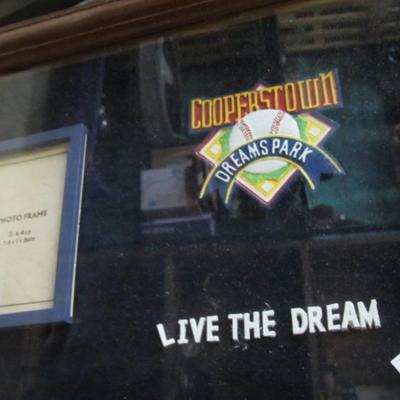 COOPERSTOWN
DREAMS PARK
PHOTO FRAME
LIVE THE DREAM